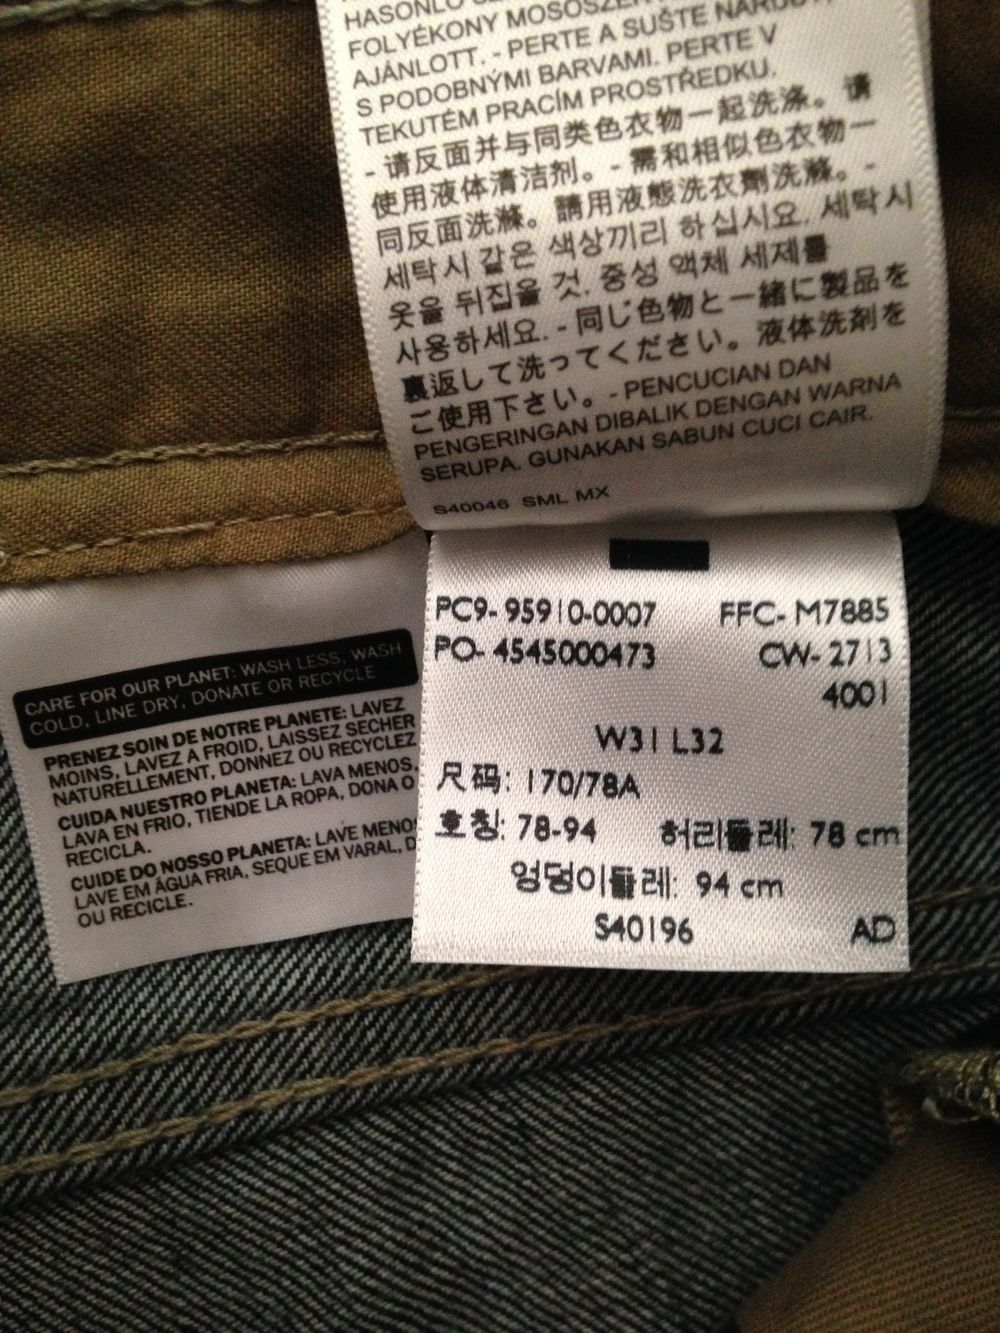 FOLYÉKONY MOSÓSZER
AJÁNLOTT. - PERTE A SUŠTE NARUBY,
S PODOBNÝMI BARVAMI. PERTE V
TEKUTÉM PRACÍM PROSTŘEDKU.
- 请反面并与同类色衣物一起洗涤。请
使用液体清洁剂。- 需和相似色衣物一
同反面洗滌。請用液態洗衣劑洗滌。-
세탁시 같은 색상끼리 하십시요. 세탁시
옷을 뒤집을 것. 중성 액체 세제를
사용하세요. - 同じ色物と一緒に製品を
裏返して洗ってください。液体洗剤を
ご使用下さい。- PENCUCIAN DAN
PENGERINGAN DIBALIK DENGAN WARNA
SERUPA. GUNAKAN SABUN CUCI CAIR.
S40046 SML MX
CARE FOR OUR PLANET: WASH LESS, WASH
COLD, LINE DRY, DONATE OR RECYCLE
PRENEZ SOIN DE NOTRE PLANETE: LAVEZ
MOINS, LAVEZ A FROID, LAISSEZ SECHER
NATURELLEMENT, DONNEZ OU RECYCLEZ
CUIDA NUESTRO PLANETA: LAVA MENOS,
LAVA EN FRIO, TIENDE LA ROPA, DONA O
RECICLA.
CUIDE DO NOSSO PLANETA: LAVE MENOS
LAVE EM ÁGUA FRIA, SEQUE EM VARAL, D
OU RECICLE.
PC9- 95910-0007 FFC- M7885
PO- 4545000473 CW- 2713
4001
W31 L32
尺码: 170/78A
호칭: 78-94 허리둘레: 78 cm
엉덩이둘레: 94 cm
S40196 AD